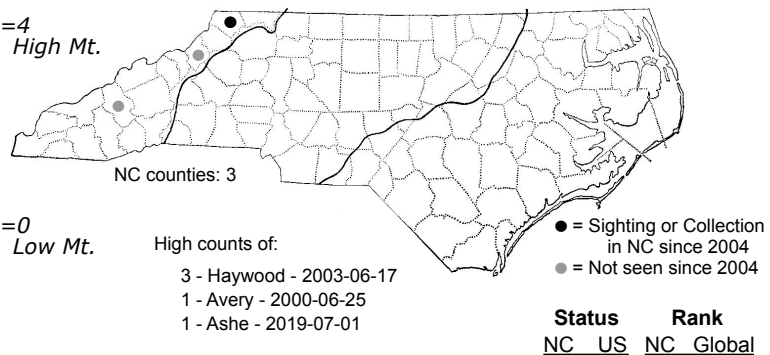 =4
High Mt.
NC counties: 3
=0
Low Mt.
High counts of:
3 - Haywood - 2003-06-17
1 - Avery - 2000-06-25
1 - Ashe - 2019-07-01
● = Sighting or Collection
in NC since 2004
● = Not seen since 2004
Status Rank
NC US NC Global